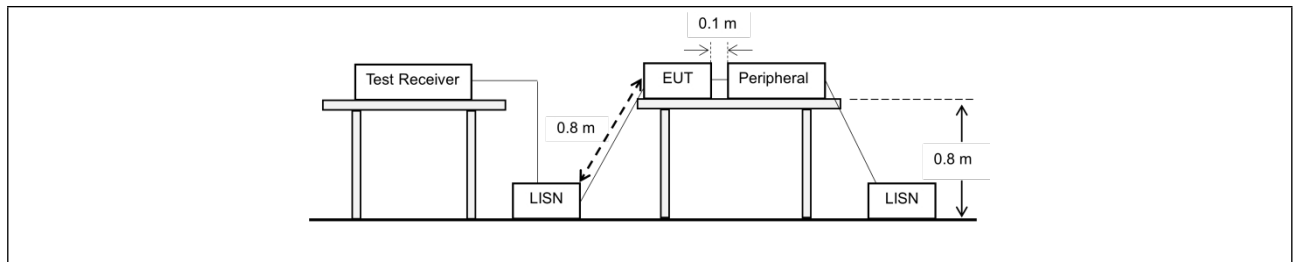 0.1 m
Test Receiver
EUT
Peripheral
0.8 m
0.8 m
LISN
LISN